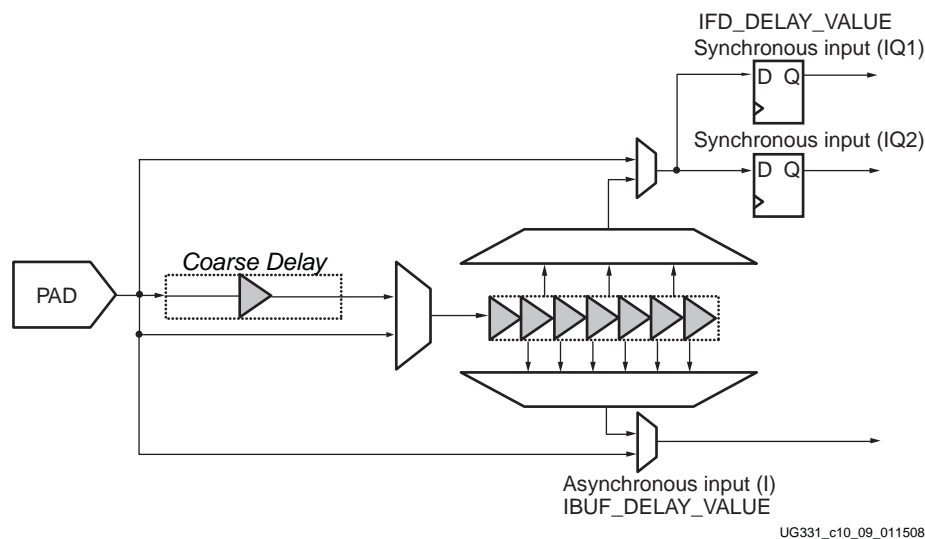 IFD_DELAY_VALUE
Synchronous input (IQ1)
D Q
Synchronous input (IQ2)
D Q
Coarse Delay
PAD
Asynchronous input (I)
IBUF_DELAY_VALUE
UG331_c10_09_011508